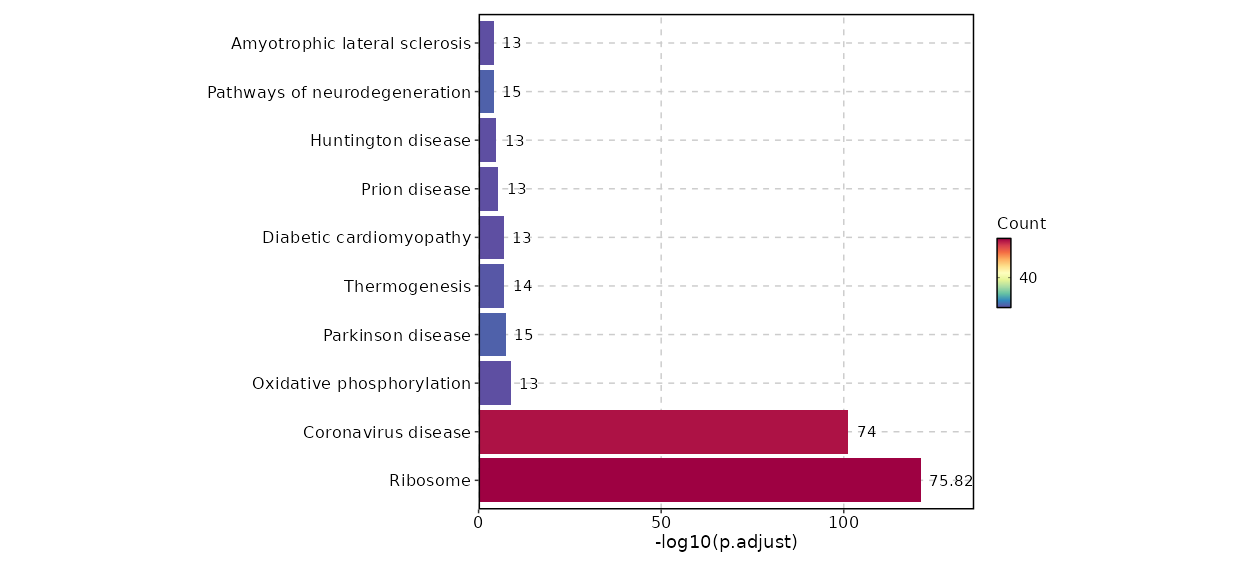 Amyotrophic lateral sclerosis 13
Pathways of neurodegeneration 15
Huntington disease 13
Prion disease 13
Diabetic cardiomyopathy 13
Thermogenesis 14
Parkinson disease 15
Oxidative phosphorylation 13
Coronavirus disease 74
Ribosome 75.82
0 50 100
-log10(p.adjust)
Count
40